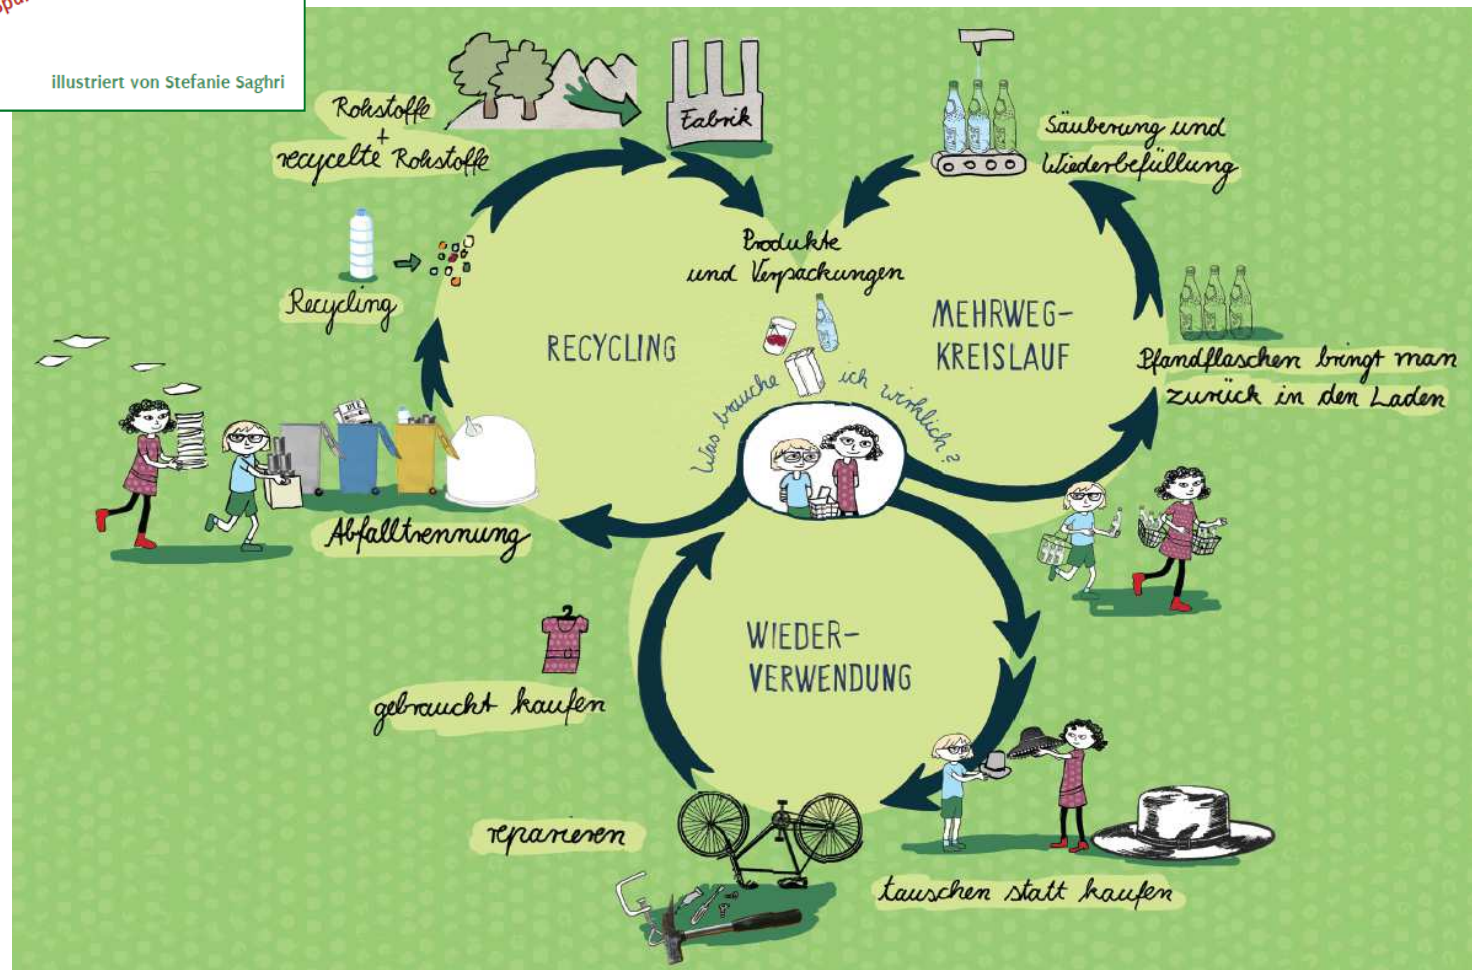 illustriert von Stefanie Saghri
Rohstoffe
+
recycelte Rohstoffe
Fabrik
Säuberung und
Wiederbefüllung
Produkte
und Verpackungen
Recycling
RECYCLING
MEHRWEG-
KREISLAUF
Pfandflaschen bringt man
zurück in den Laden
Was brauche ich wirklich?
Abfalltrennung
WIEDER-
VERWENDUNG
gebraucht kaufen
reparieren
tauschen statt kaufen